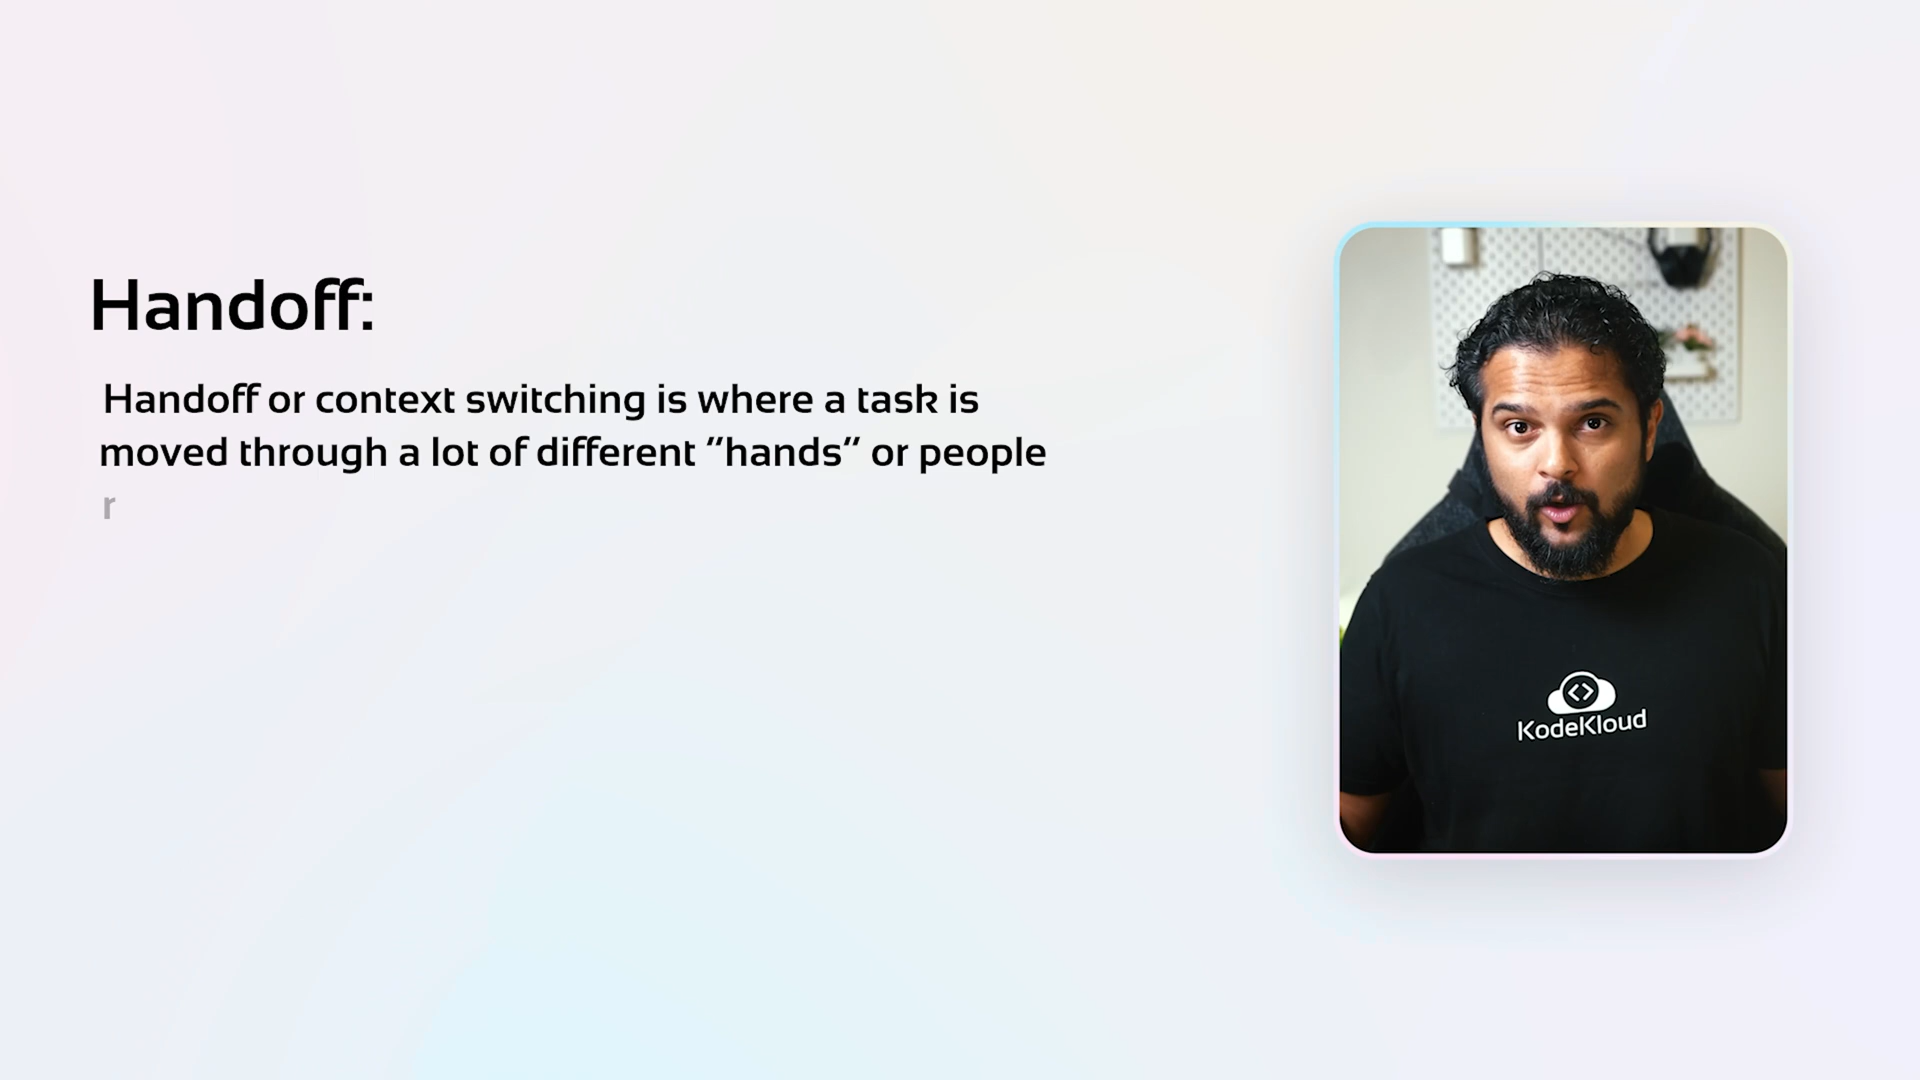 Handoff:
Handoff or context switching is where a task is
moved through a lot of different “hands” or people
r
KodeKloud